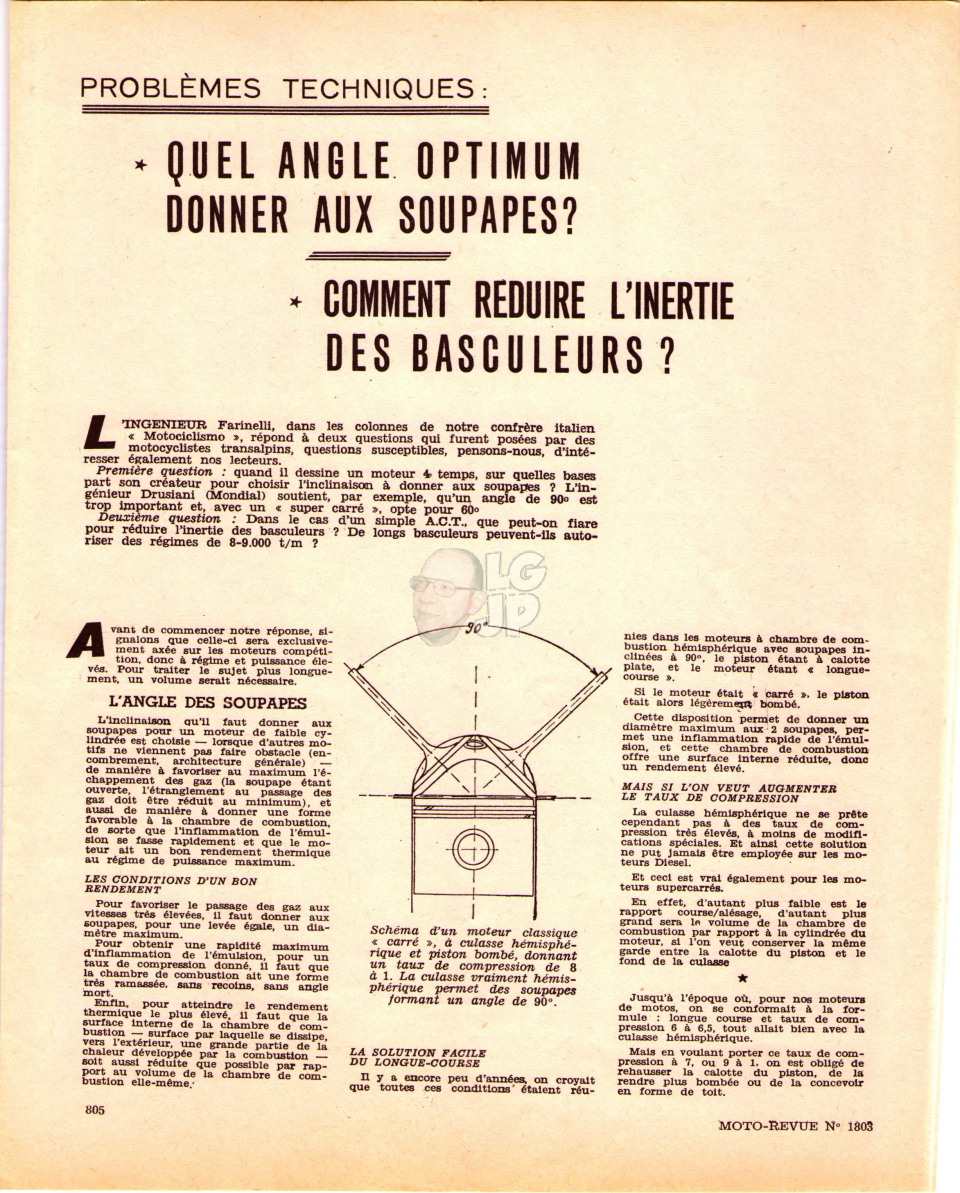 PROBLÈMES TECHNIQUES :
* QUEL ANGLE OPTIMUM
DONNER AUX SOUPAPES?
* COMMENT REDUIRE L'INERTIE
DES BASCULEURS ?
L'INGENIEUR Farinelli, dans les colonnes de notre confrère italien
« Motociclismo », répond à deux questions qui furent posées par des
motocyclistes transalpins, questions susceptibles, pensons-nous, d'inté-
resser également nos lecteurs.
Première question : quand il dessine un moteur 4 temps, sur quelles bases
part son créateur pour choisir l'inclinaison à donner aux soupapes ? L'in-
génieur Drusiani (Mondial) soutient, par exemple, qu'un angle de 90o est
trop important et, avec un « super carré », opte pour 60o
Deuxième question : Dans le cas d'un simple A.C.T., que peut-on fiare
pour réduire l'inertie des basculeurs ? De longs basculeurs peuvent-ils auto-
riser des régimes de 8-9.000 t/m ?
LG
JP
Avant de commencer notre réponse, si-
gnalons que celle-ci sera exclusive-
ment axée sur les moteurs compéti-
tion, donc à régime et puissance éle-
vés. Pour traiter le sujet plus longue-
ment, un volume serait nécessaire.
L'ANGLE DES SOUPAPES
L'inclinaison qu'il faut donner aux
soupapes pour un moteur de faible cy-
lindrée est choisie — lorsque d'autres mo-
tifs ne viennent pas faire obstacle (en-
combrement, architecture générale) —
de manière à favoriser au maximum l'é-
chappement des gaz (la soupape étant
ouverte, l'étranglement au passage des
gaz doit être réduit au minimum), et
aussi de manière à donner une forme
favorable à la chambre de combustion,
de sorte que l'inflammation de l'émul-
sion se fasse rapidement et que le mo-
teur ait un bon rendement thermique
au régime de puissance maximum.
LES CONDITIONS D'UN BON
RENDEMENT
Pour favoriser le passage des gaz aux
vitesses très élevées, il faut donner aux
soupapes, pour une levée égale, un dia-
mètre maximum.
Pour obtenir une rapidité maximum
d'inflammation de l'émulsion, pour un
taux de compression donné, il faut que
la chambre de combustion ait une forme
très ramassée, sans recoins, sans angle
mort.
Enfin, pour atteindre le rendement
thermique le plus élevé, il faut que la
surface interne de la chambre de com-
bustion — surface par laquelle se dissipe,
vers l'extérieur, une grande partie de la
chaleur développée par la combustion —
soit aussi réduite que possible par rap-
port au volume de la chambre de com-
bustion elle-même.
90°
Schéma d'un moteur classique
« carré », à culasse hémisphé-
rique et piston bombé, donnant
un taux de compression de 8
à 1. La culasse vraiment hémis-
phérique permet des soupapes
formant un angle de 90°.
LA SOLUTION FACILE
DU LONGUE-COURSE
Il y a encore peu d'années, on croyait
que toutes ces conditions étaient réu-
nies dans les moteurs à chambre de com-
bustion hémisphérique avec soupapes in-
clinées à 90°, le piston étant à calotte
plate, et le moteur étant « longue-
course ».
Si le moteur était « carré », le piston
était alors légèrement bombé.
Cette disposition permet de donner un
diamètre maximum aux 2 soupapes, per-
met une inflammation rapide de l'émul-
sion, et cette chambre de combustion
offre une surface interne réduite, donc
un rendement élevé.
MAIS SI L'ON VEUT AUGMENTER
LE TAUX DE COMPRESSION
La culasse hémisphérique ne se prête
cependant pas à des taux de com-
pression très élevés, à moins de modifi-
cations spéciales. Et ainsi cette solution
ne put jamais être employée sur les mo-
teurs Diesel.
Et ceci est vrai également pour les mo-
teurs supercarrés.
En effet, d'autant plus faible est le
rapport course/alésage, d'autant plus
grand sera le volume de la chambre de
combustion par rapport à la cylindrée du
moteur, si l'on veut conserver la même
garde entre la calotte du piston et le
fond de la culasse
★
Jusqu'à l'époque où, pour nos moteurs
de motos, on se conformait à la for-
mule : longue course et taux de com-
pression 6 à 6,5, tout allait bien avec la
culasse hémisphérique.
Mais en voulant porter ce taux de com-
pression à 7, ou 9 à 1, on est obligé de
rehausser la calotte du piston, de la
rendre plus bombée ou de la concevoir
en forme de toit.
805
MOTO-REVUE No 1803